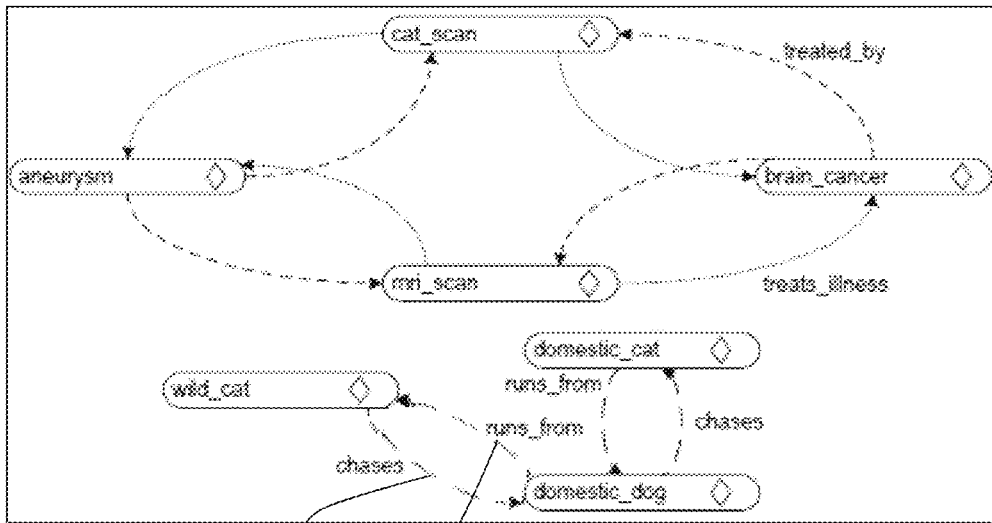 cat_scan
treated_by
aneurysm
brain_cancer
mri_scan
treats_illness
domestic_cat
wild_cat
runs_from
runs_from
chases
chases
domestic_dog